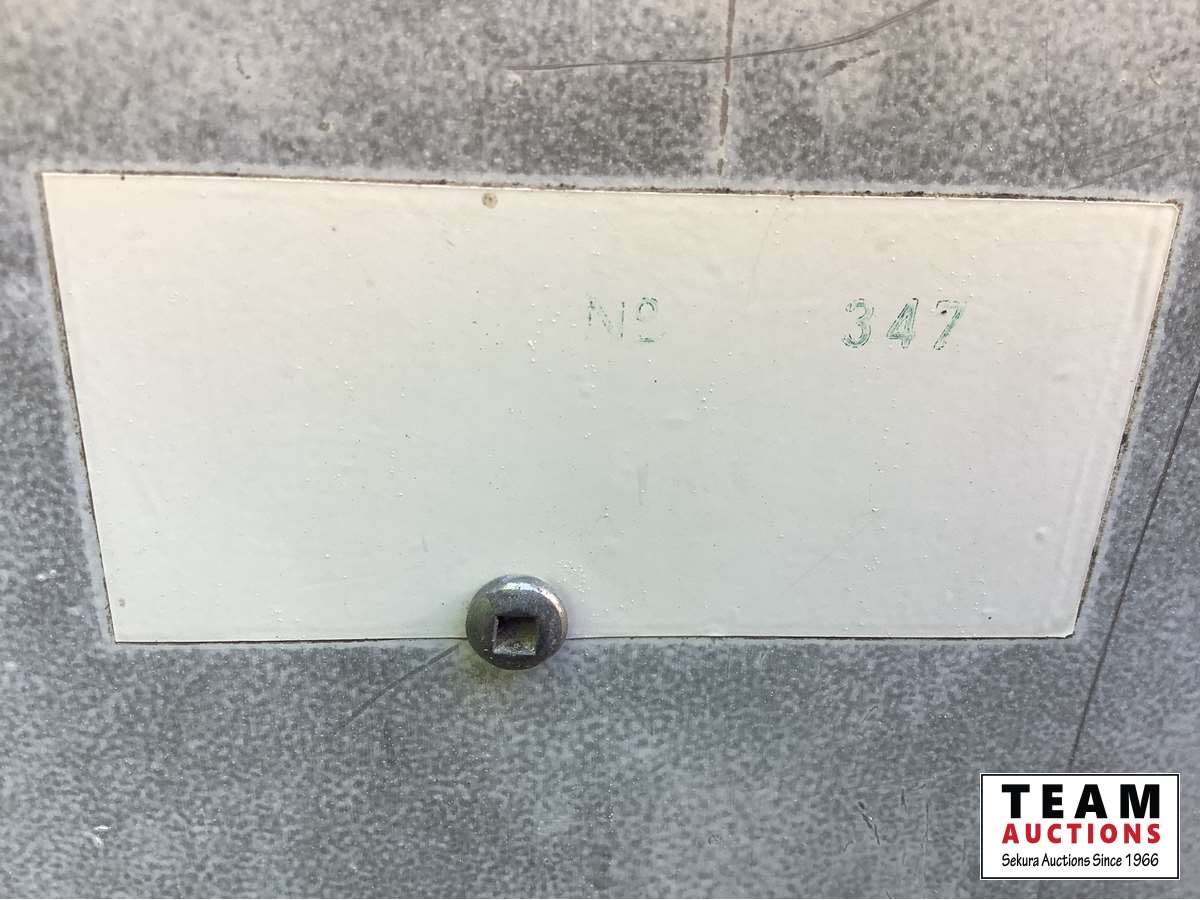 Nº 347
TEAM
AUCTIONS
Sekura Auctions Since 1966